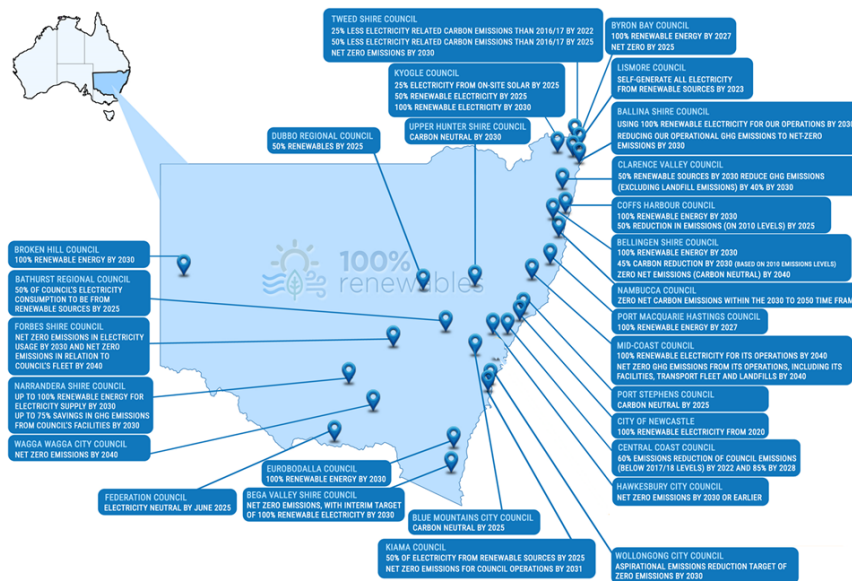 TWEED SHIRE COUNCIL
25% LESS ELECTRICITY RELATED CARBON EMISSIONS THAN 2016/17 BY 2022
50% LESS ELECTRICITY RELATED CARBON EMISSIONS THAN 2016/17 BY 2025
NET ZERO EMISSIONS BY 2030
BYRON BAY COUNCIL
100% RENEWABLE ENERGY BY 2027
NET ZERO BY 2025
KYOGLE COUNCIL
25% ELECTRICITY FROM ON-SITE SOLAR BY 2025
50% RENEWABLE ELECTRICITY BY 2025
100% RENEWABLE ELECTRICITY BY 2030
LISMORE COUNCIL
SELF-GENERATE ALL ELECTRICITY
FROM RENEWABLE SOURCES BY 2023
BALLINA SHIRE COUNCIL
USING 100% RENEWABLE ELECTRICITY FOR OUR OPERATIONS BY 2030
REDUCING OUR OPERATIONAL GHG EMISSIONS TO NET-ZERO
EMISSIONS BY 2030
UPPER HUNTER SHIRE COUNCIL
CARBON NEUTRAL BY 2030
DUBBO REGIONAL COUNCIL
50% RENEWABLES BY 2025
CLARENCE VALLEY COUNCIL
50% RENEWABLE SOURCES BY 2030 REDUCE GHG EMISSIONS
(EXCLUDING LANDFILL EMISSIONS) BY 40% BY 2030
COFFS HARBOUR COUNCIL
100% RENEWABLE ENERGY BY 2030
50% REDUCTION IN EMISSIONS (ON 2010 LEVELS) BY 2025
BELLINGEN SHIRE COUNCIL
100% RENEWABLE ENERGY BY 2030
45% CARBON REDUCTION BY 2030 (BASED ON 2010 EMISSIONS LEVELS)
ZERO NET EMISSIONS (CARBON NEUTRAL) BY 2040
NAMBUCCA COUNCIL
ZERO NET CARBON EMISSIONS WITHIN THE 2030 TO 2050 TIME FRAM
PORT MACQUARIE HASTINGS COUNCIL
100% RENEWABLE ENERGY BY 2027
MID-COAST COUNCIL
100% RENEWABLE ELECTRICITY FOR ITS OPERATIONS BY 2040
NET ZERO GHG EMISSIONS FROM ITS OPERATIONS, INCLUDING ITS
FACILITIES, TRANSPORT FLEET AND LANDFILLS BY 2040
PORT STEPHENS COUNCIL
CARBON NEUTRAL BY 2025
CITY OF NEWCASTLE
100% RENEWABLE ELECTRICITY FROM 2020
CENTRAL COAST COUNCIL
60% EMISSIONS REDUCTION OF COUNCIL EMISSIONS
(BELOW 2017/18 LEVELS) BY 2022 AND 85% BY 2028
HAWKESBURY CITY COUNCIL
NET ZERO EMISSIONS BY 2030 OR EARLIER
100%
renewables
BROKEN HILL COUNCIL
100% RENEWABLE ENERGY BY 2030
BATHURST REGIONAL COUNCIL
50% OF COUNCIL'S ELECTRICITY
CONSUMPTION TO BE FROM
RENEWABLE SOURCES BY 2025
FORBES SHIRE COUNCIL
NET ZERO EMISSIONS IN ELECTRICITY
USAGE BY 2030 AND NET ZERO
EMISSIONS IN RELATION TO
COUNCIL'S FLEET BY 2040
NARRANDERA SHIRE COUNCIL
UP TO 100% RENEWABLE ENERGY FOR
ELECTRICITY SUPPLY BY 2030
UP TO 75% SAVINGS IN GHG EMISSIONS
FROM COUNCIL'S FACILITIES BY 2030
WAGGA WAGGA CITY COUNCIL
NET ZERO EMISSIONS BY 2040
FEDERATION COUNCIL
ELECTRICITY NEUTRAL BY JUNE 2025
EUROBODALLA COUNCIL
100% RENEWABLE ENERGY BY 2030
BEGA VALLEY SHIRE COUNCIL
NET ZERO EMISSIONS, WITH INTERIM TARGET
OF 100% RENEWABLE ELECTRICITY BY 2030
BLUE MOUNTAINS CITY COUNCIL
CARBON NEUTRAL BY 2025
KIAMA COUNCIL
50% OF ELECTRICITY FROM RENEWABLE SOURCES BY 2025
NET ZERO EMISSIONS FOR COUNCIL OPERATIONS BY 2031
WOLLONGONG CITY COUNCIL
ASPIRATIONAL EMISSIONS REDUCTION TARGET OF
ZERO EMISSIONS BY 2030